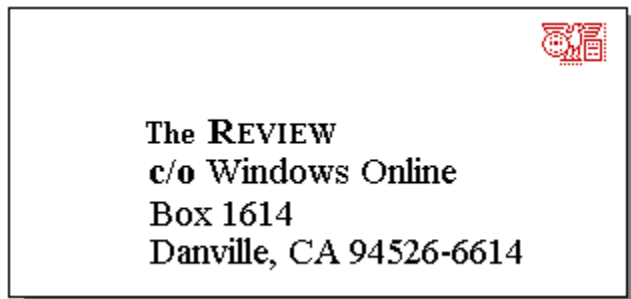 The REVIEW
c/o Windows Online
Box 1614
Danville, CA 94526-6614